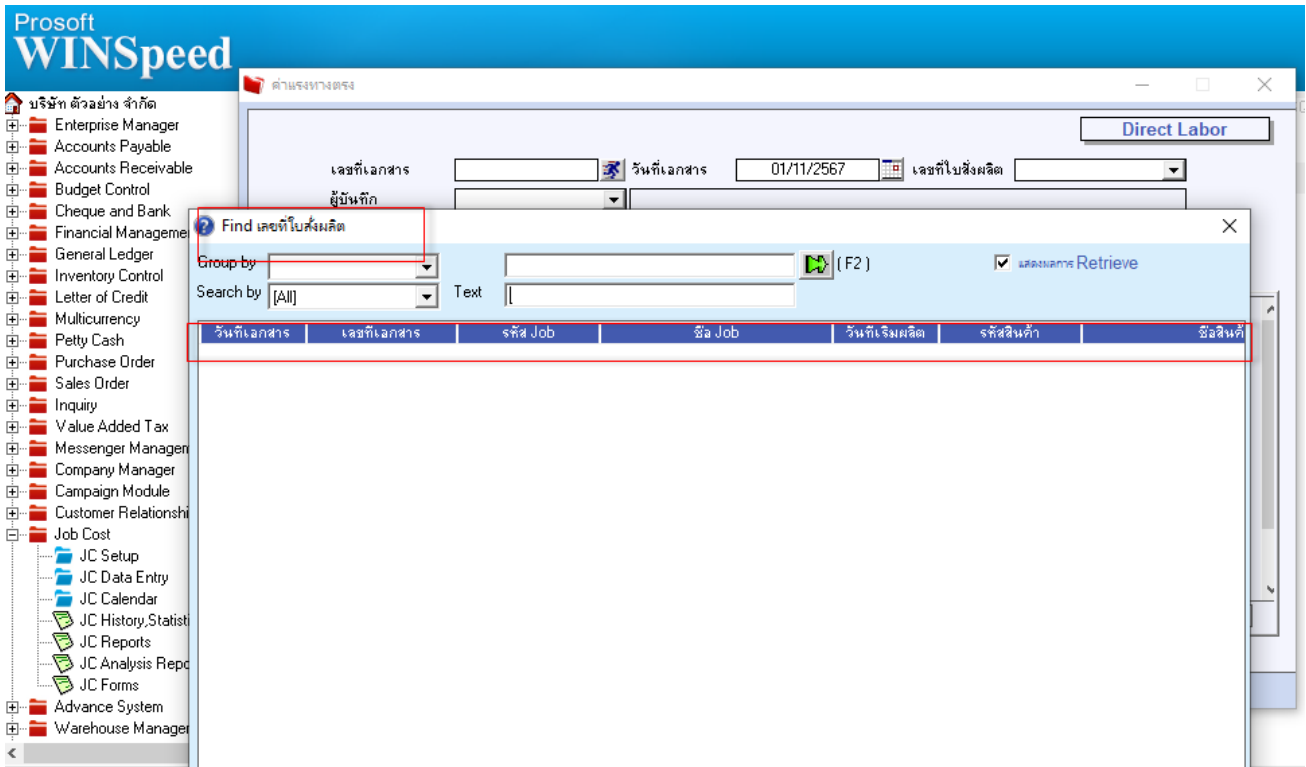 Prosoft
WINSpeed
ค่าแรงทางตรง
บริษัท ตัวอย่าง จำกัด
Enterprise Manager
Accounts Payable
Accounts Receivable
Budget Control
Cheque and Bank
Financial Manageme
General Ledger
Inventory Control
Letter of Credit
Multicurrency
Petty Cash
Purchase Order
Sales Order
Inquiry
Value Added Tax
Messenger Managem
Company Manager
Campaign Module
Customer Relationshi
Job Cost
JC Setup
JC Data Entry
JC Calendar
JC History,Statisti
JC Reports
JC Analysis Repo
JC Forms
Advance System
Warehouse Manager
Direct Labor
เลขที่เอกสาร วันที่เอกสาร 01/11/2567 เลขที่ใบสั่งผลิต
ผู้บันทึก
Find เลขที่ใบสั่งผลิต
Group by ( F2 ) แสดงผลการ Retrieve
Search by [All] Text [
วันที่เอกสาร เลขที่เอกสาร รหัส Job ชื่อ Job วันที่เริ่มผลิต รหัสสินค้า ชื่อสินค้